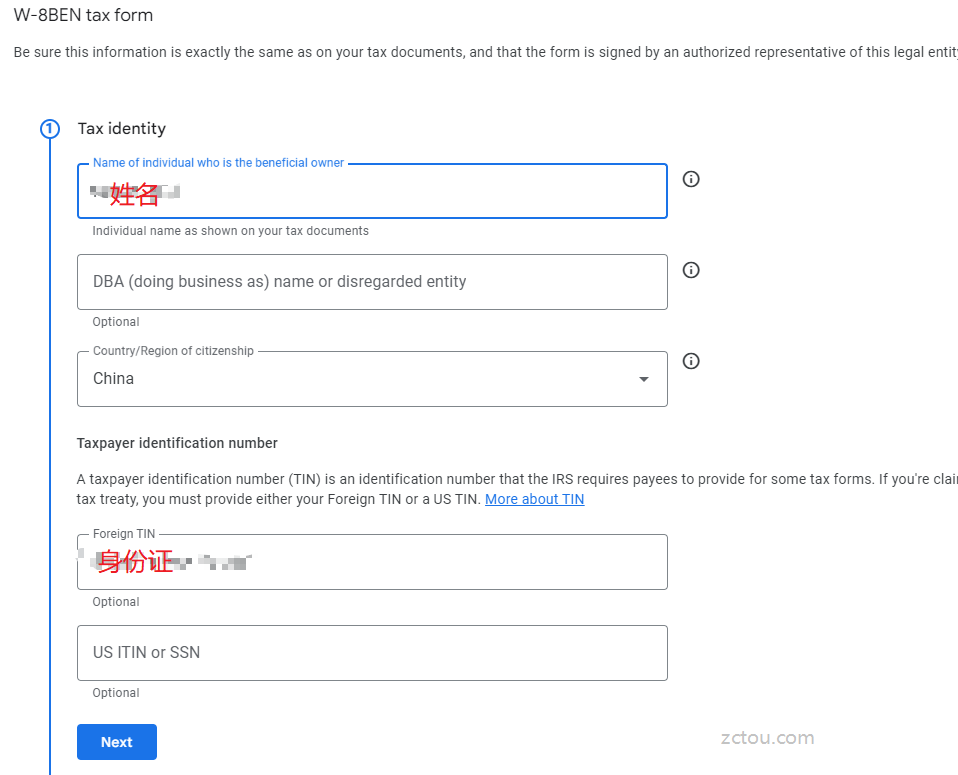 W-8BEN tax form
Be sure this information is exactly the same as on your tax documents, and that the form is signed by an authorized representative of this legal entity
1
Tax identity
Name of individual who is the beneficial owner
姓名
Individual name as shown on your tax documents
DBA (doing business as) name or disregarded entity
Optional
Country/Region of citizenship
China
Taxpayer identification number
A taxpayer identification number (TIN) is an identification number that the IRS requires payees to provide for some tax forms. If you're
tax treaty, you must provide either your Foreign TIN or a US TIN. More about TIN
Foreign TIN
身份证
Optional
US ITIN or SSN
Optional
Next
zctou.com